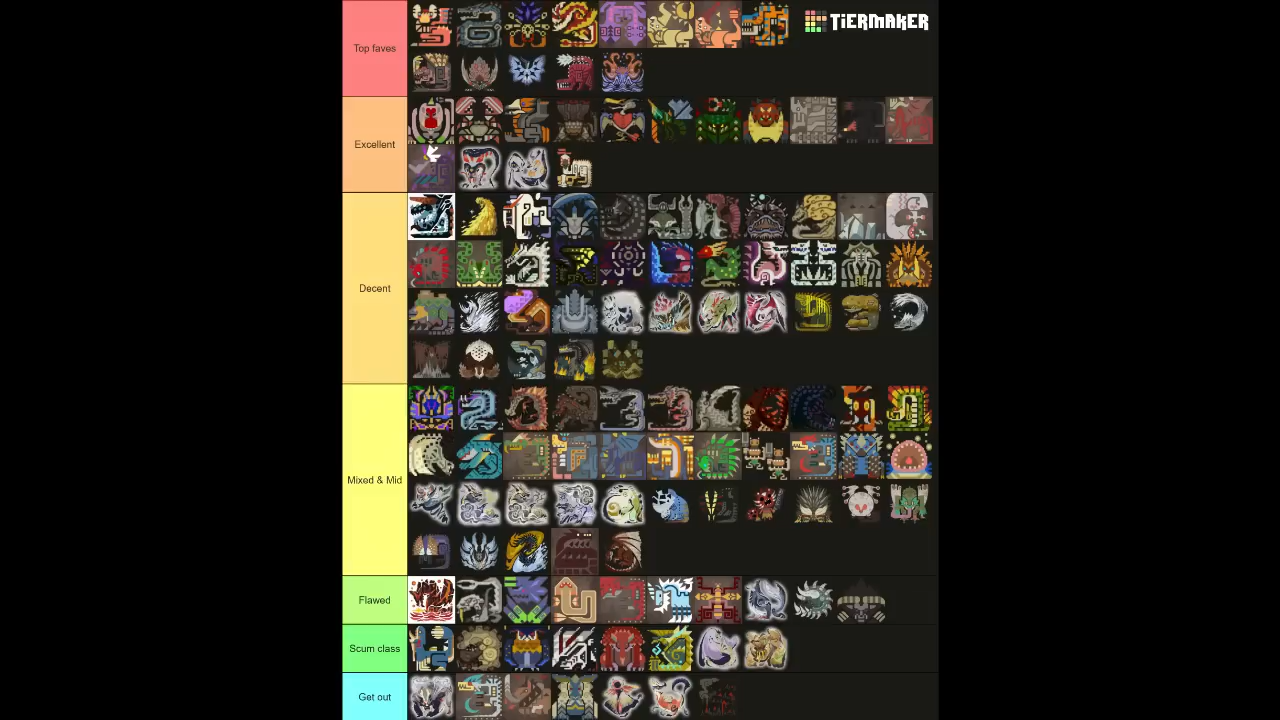 Top faves
TiERMAKER
Excellent
Decent
Mixed & Mid
Flawed
Scum class
Get out